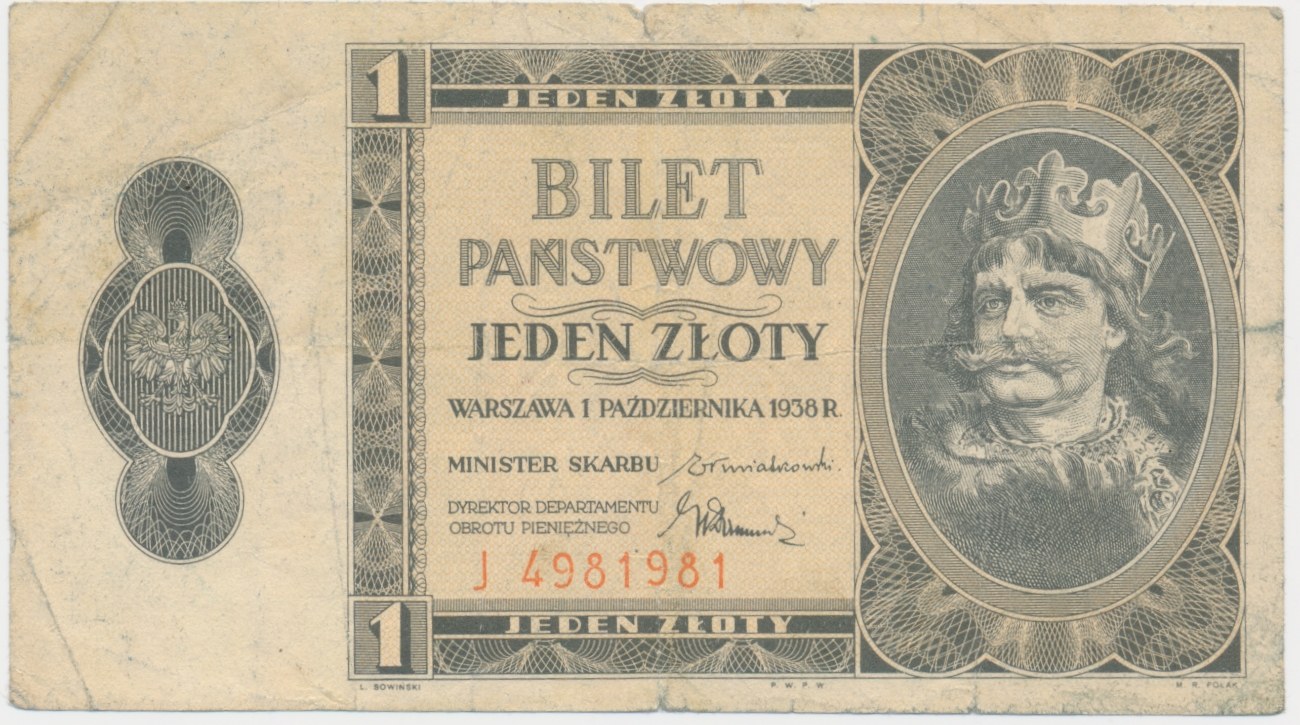 1
JEDEN ZŁOTY
BILET
PAŃSTWOWY
JEDEN ZŁOTY
WARSZAWA 1 PAŹDZIERNIKA 1938 R.
MINISTER SKARBU
DYREKTOR DEPARTAMENTU
OBROTU PIENIĘŻNEGO
J 4981981
1
JEDEN ZŁOTY
L. SOWIŃSKI
P. W. P. W.
M. R. POLAK